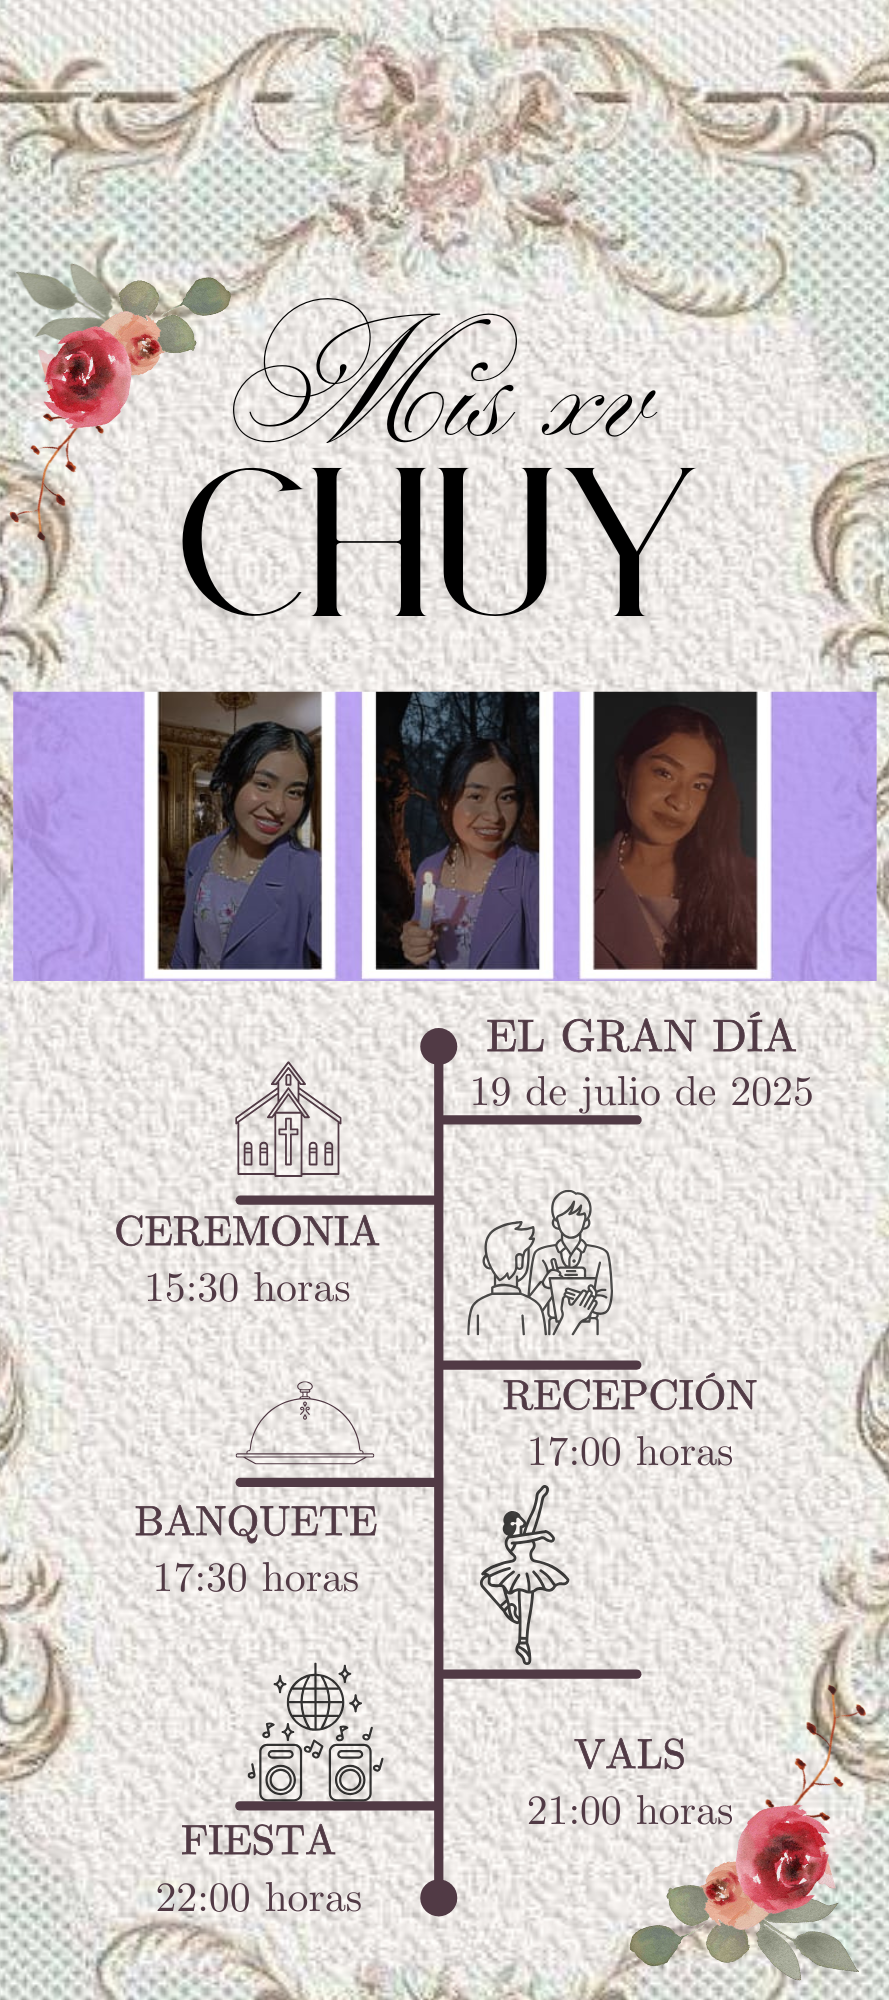 Mis xv
CHUY
EL GRAN DÍA
19 de julio de 2025
CEREMONIA
15:30 horas
RECEPCIÓN
17:00 horas
BANQUETE
17:30 horas
VALS
21:00 horas
FIESTA
22:00 horas